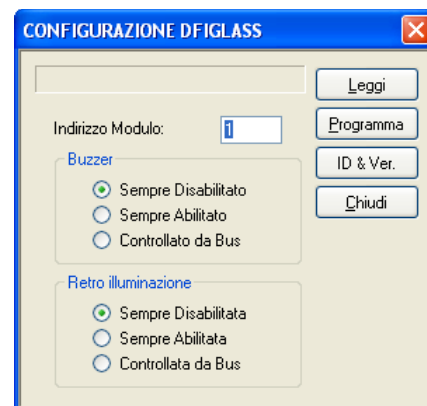 CONFIGURAZIONE DFIGLASS
Leggi
Indirizzo Modulo: 1
Programma
Buzzer
ID & Ver.
Sempre Disabilitato
Chiudi
Sempre Abilitato
Controllato da Bus
Retro illuminazione
Sempre Disabilitata
Sempre Abilitata
Controllata da Bus